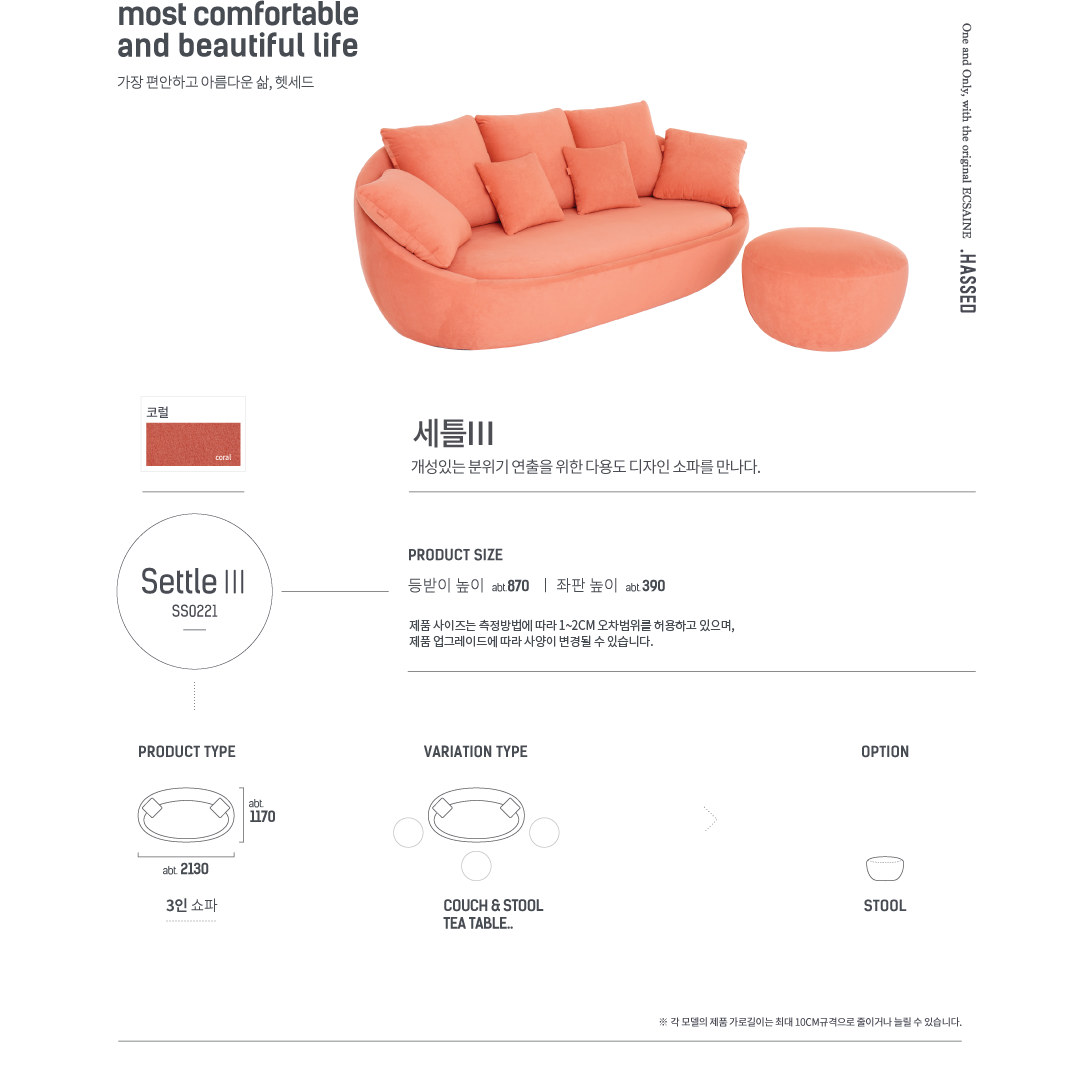 most comfortable
and beautiful life
가장 편안하고 아름다운 삶, 헷세드
One and Only, with the original ECSAINE .HASSED
코럴
coral
세틀III
개성있는 분위기 연출을 위한 다용도 디자인 소파를 만나다.
Settle III
SS0221
PRODUCT SIZE
등받이 높이 abt.870 | 좌판 높이 abt.390
제품 사이즈는 측정방법에 따라 1~2CM 오차범위를 허용하고 있으며,
제품 업그레이드에 따라 사양이 변경될 수 있습니다.
PRODUCT TYPE
abt.
1170
abt. 2130
3인 쇼파
VARIATION TYPE
COUCH & STOOL
TEA TABLE..
OPTION
STOOL
※ 각 모델의 제품 가로길이는 최대 10CM규격으로 줄이거나 늘릴 수 있습니다.